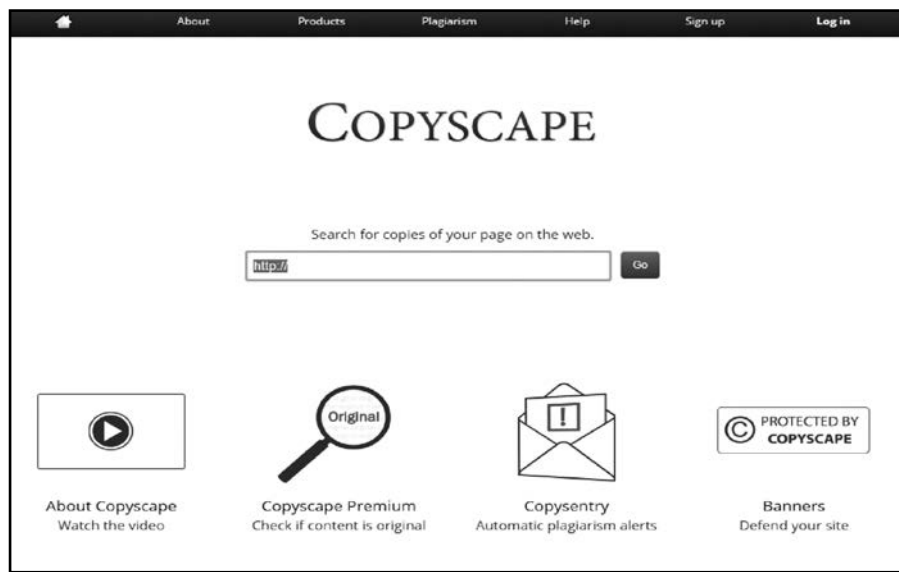 About Products Plagiarism Help Sign up Log in
COPYSCAPE
Search for copies of your page on the web.
http:// Go
Original
!
© PROTECTED BY
COPYSCAPE
About Copyscape Copyscape Premium Copysentry Banners
Watch the video Check if content is original Automatic plagiarism alerts Defend your site